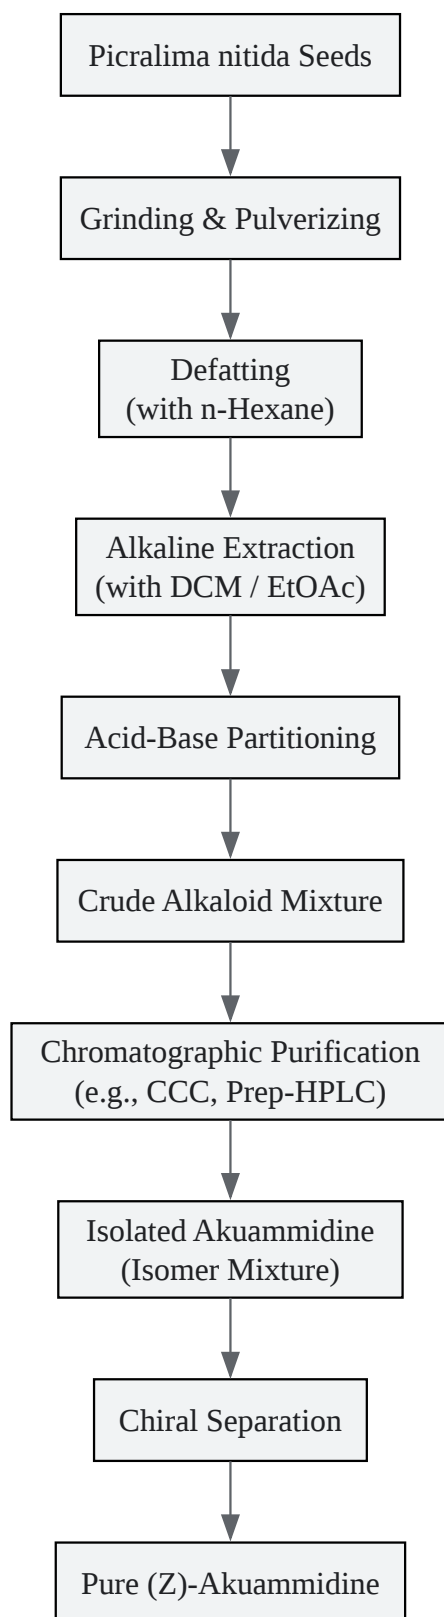 Picralima nitida Seeds
Grinding & Pulverizing
Defatting
(with n-Hexane)
Alkaline Extraction
(with DCM / EtOAc)
Acid-Base Partitioning
Crude Alkaloid Mixture
Chromatographic Purification
(e.g., CCC, Prep-HPLC)
Isolated Akuammidine
(Isomer Mixture)
Chiral Separation
Pure (Z)-Akuammidine